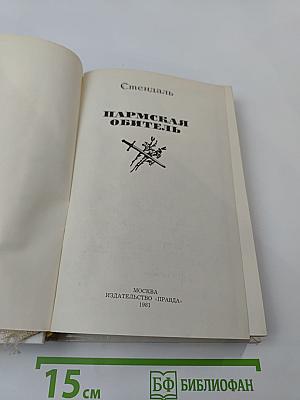 Стендаль
ПАРМСКАЯ
ОБИТЕЛЬ
МОСКВА
ИЗДАТЕЛЬСТВО «ПРАВДА»
1981
15 см
БФ БИБЛИОФАН